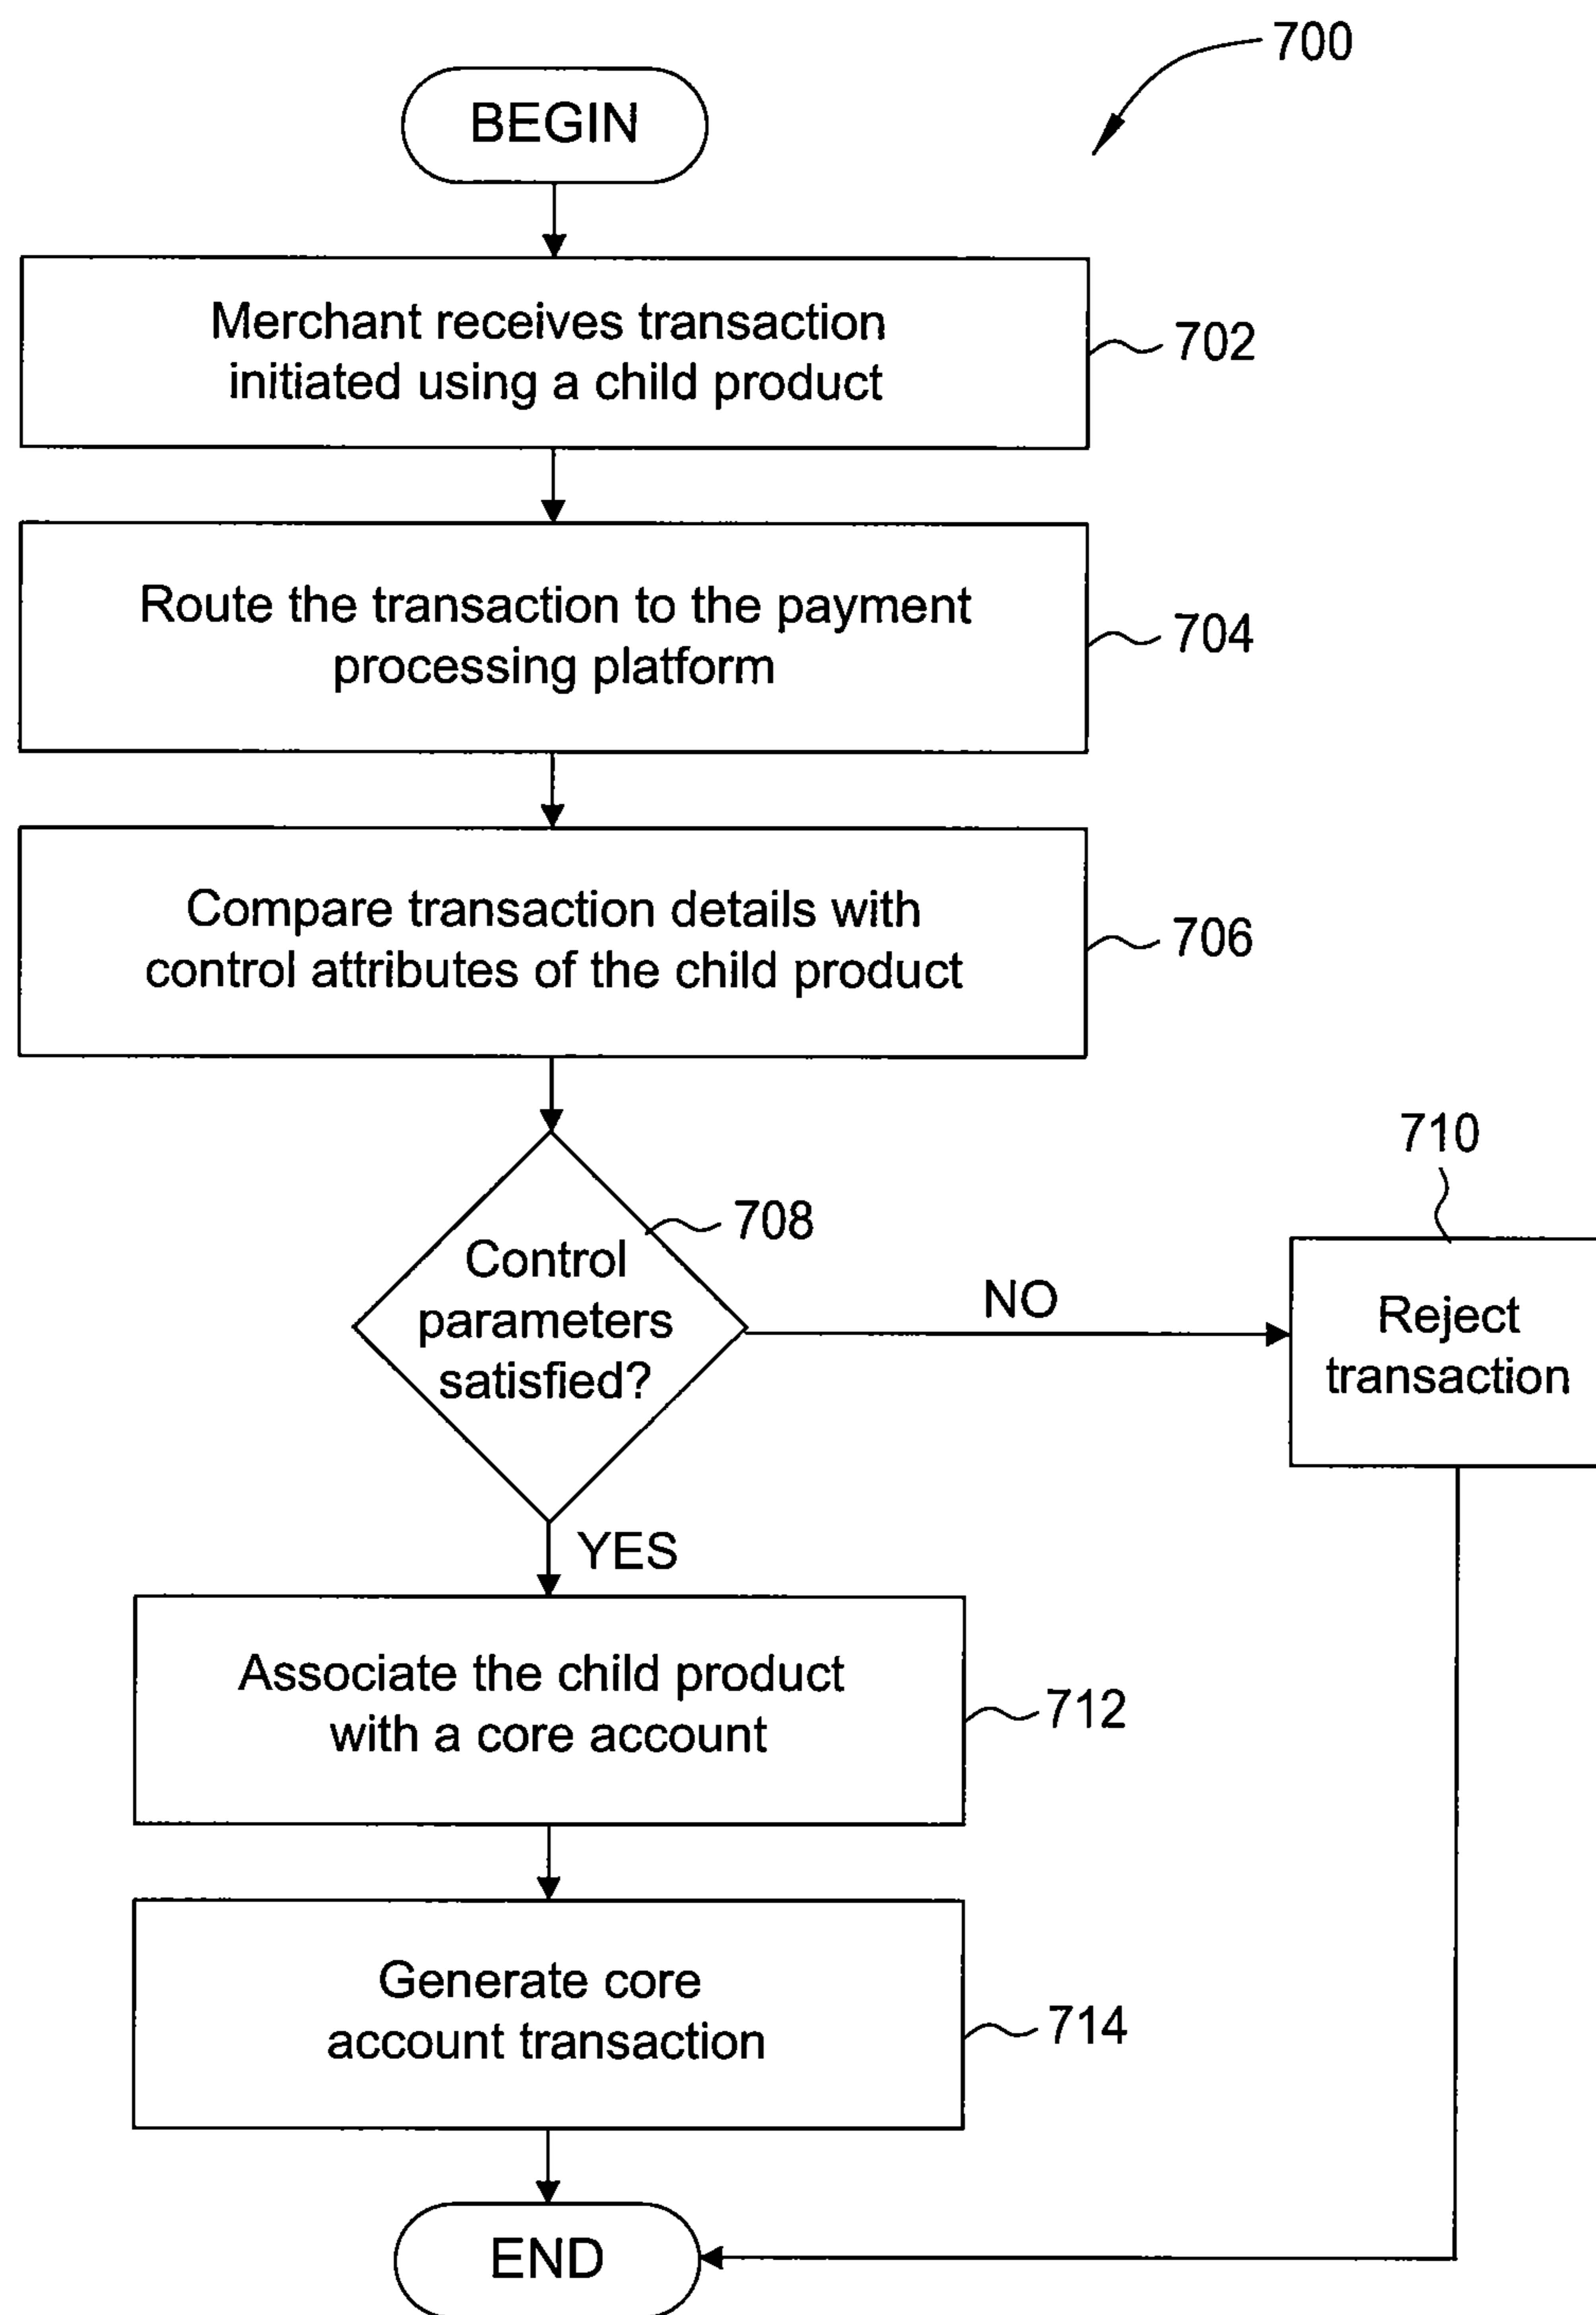 700
BEGIN
Merchant receives transaction
initiated using a child product
702
Route the transaction to the payment
processing platform
704
Compare transaction details with
control attributes of the child product
706
708
Control
parameters
satisfied?
NO
710
Reject
transaction
YES
Associate the child product
with a core account
712
Generate core
account transaction
714
END